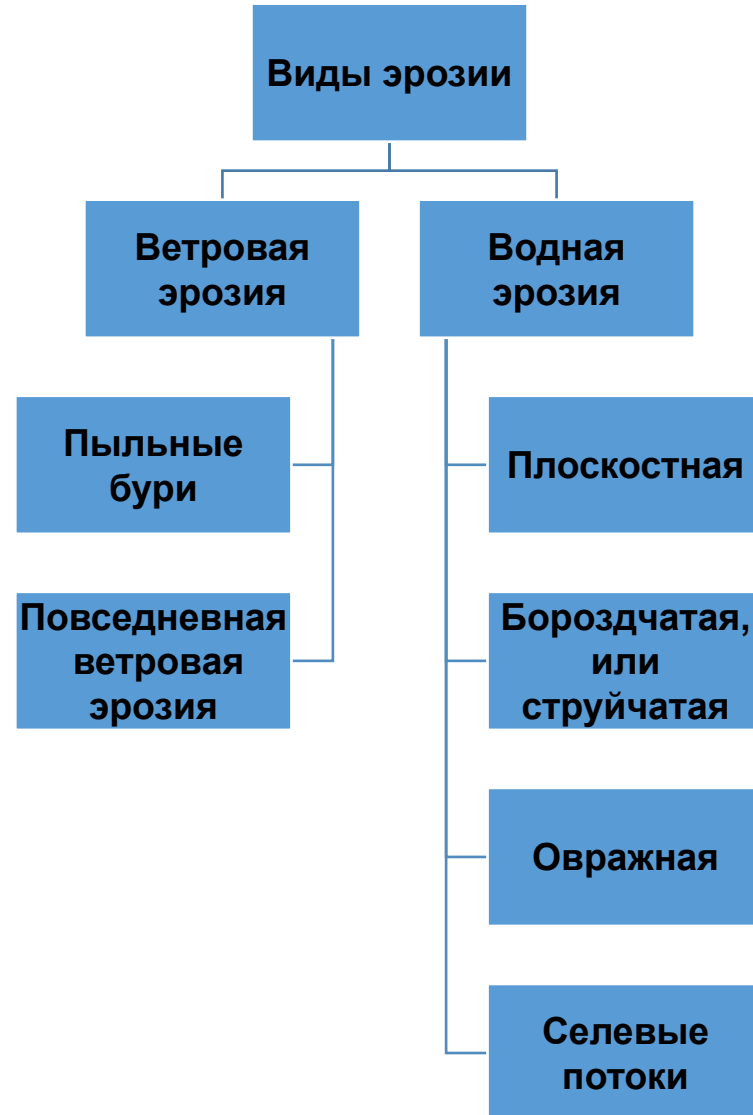 Виды эрозии
Ветровая
эрозия
Водная
эрозия
Пыльные
бури
Плоскостная
Повседневная
ветровая
эрозия
Бороздчатая,
или
струйчатая
Овражная
Селевые
потоки